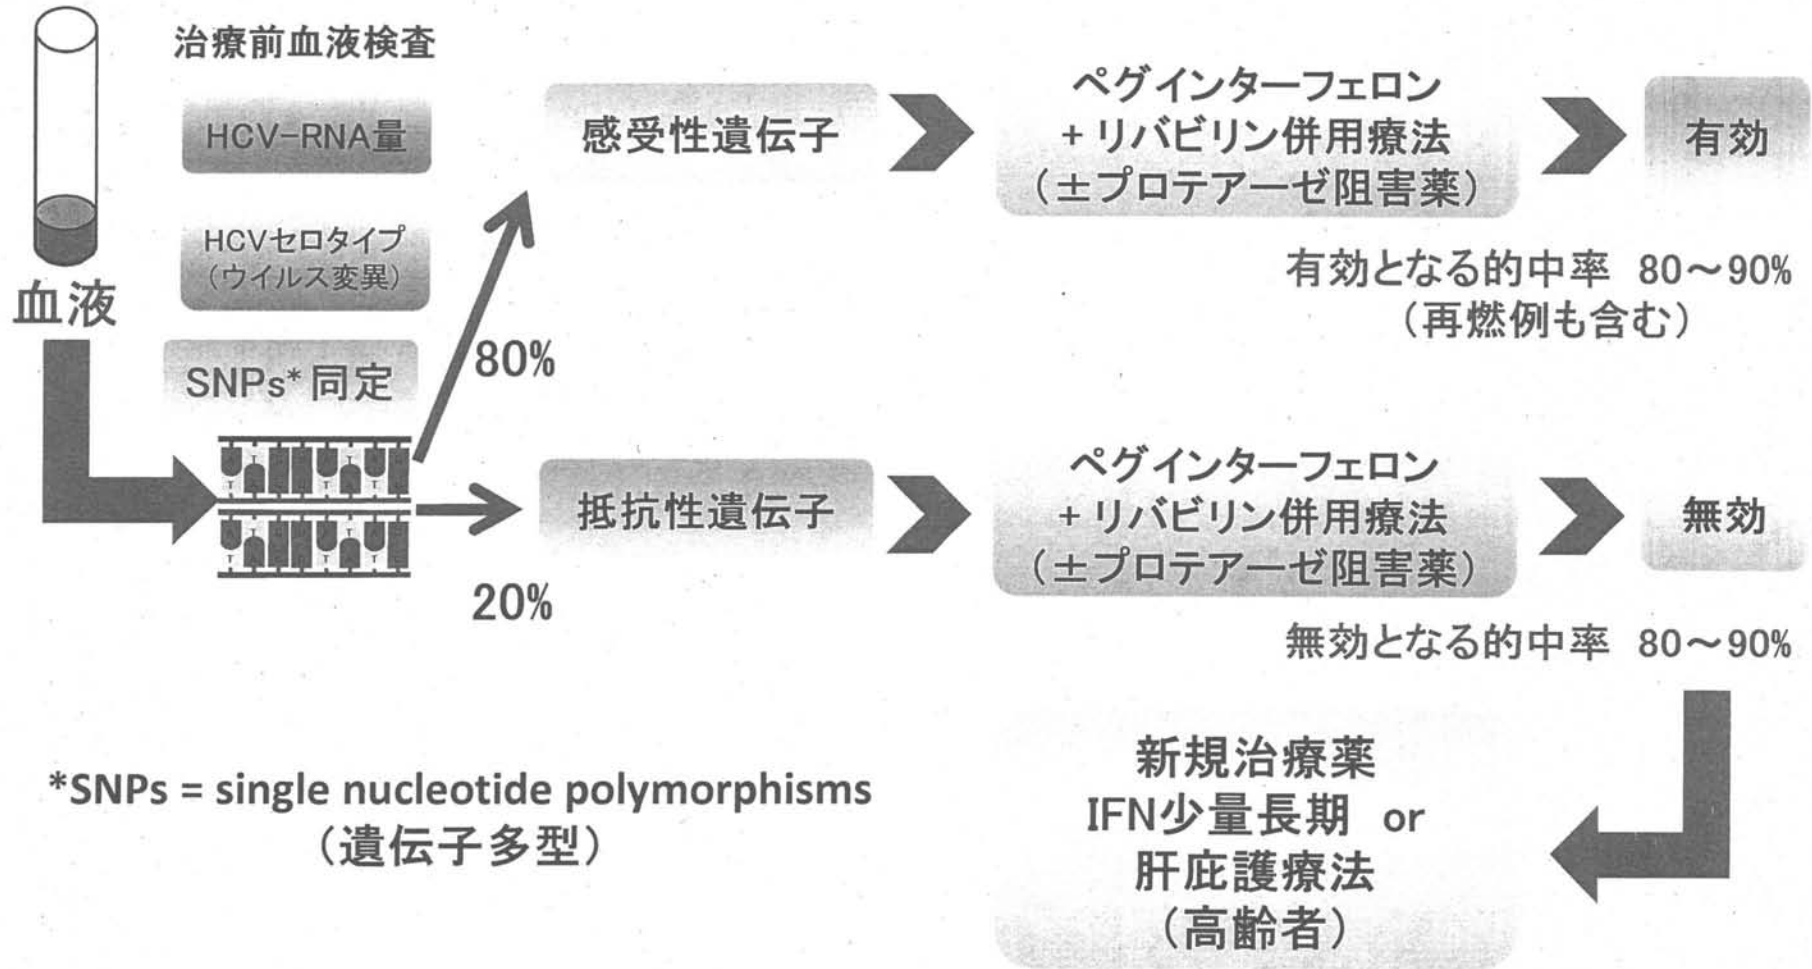 治療前血液検査
HCV-RNA量
HCVセロタイプ
(ウイルス変異)
SNPs* 同定
血液
80%
20%
感受性遺伝子
ペグインターフェロン
+ リバビリン併用療法
(±プロテアーゼ阻害薬)
有効
有効となる的中率 80～90%
(再燃例も含む)
抵抗性遺伝子
ペグインターフェロン
+ リバビリン併用療法
(±プロテアーゼ阻害薬)
無効
無効となる的中率 80～90%
新規治療薬
IFN少量長期 or
肝庇護療法
(高齢者)
*SNPs = single nucleotide polymorphisms
(遺伝子多型)